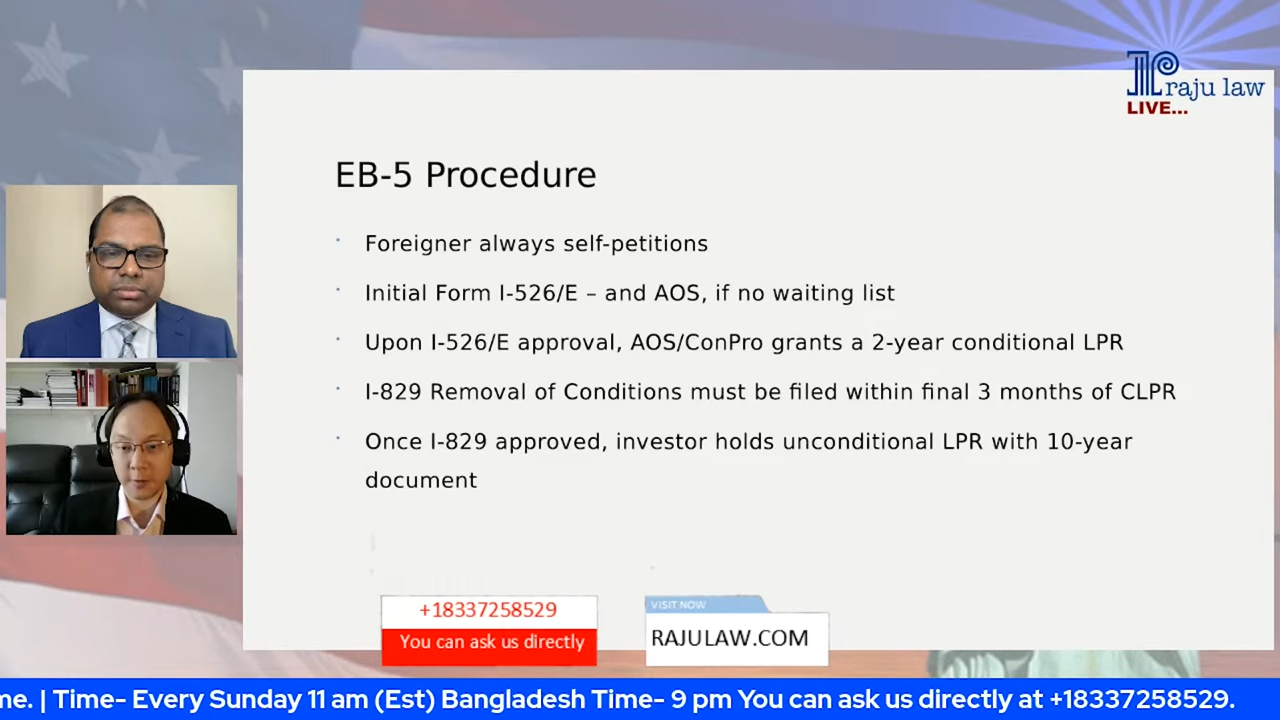 raju law
LIVE...
EB-5 Procedure
Foreigner always self-petitions
Initial Form I-526/E – and AOS, if no waiting list
Upon I-526/E approval, AOS/ConPro grants a 2-year conditional LPR
I-829 Removal of Conditions must be filed within final 3 months of CLPR
Once I-829 approved, investor holds unconditional LPR with 10-year
document
+18337258529
You can ask us directly
VISIT NOW
RAJULAW.COM
me. | Time- Every Sunday 11 am (Est) Bangladesh Time- 9 pm You can ask us directly at +18337258529.